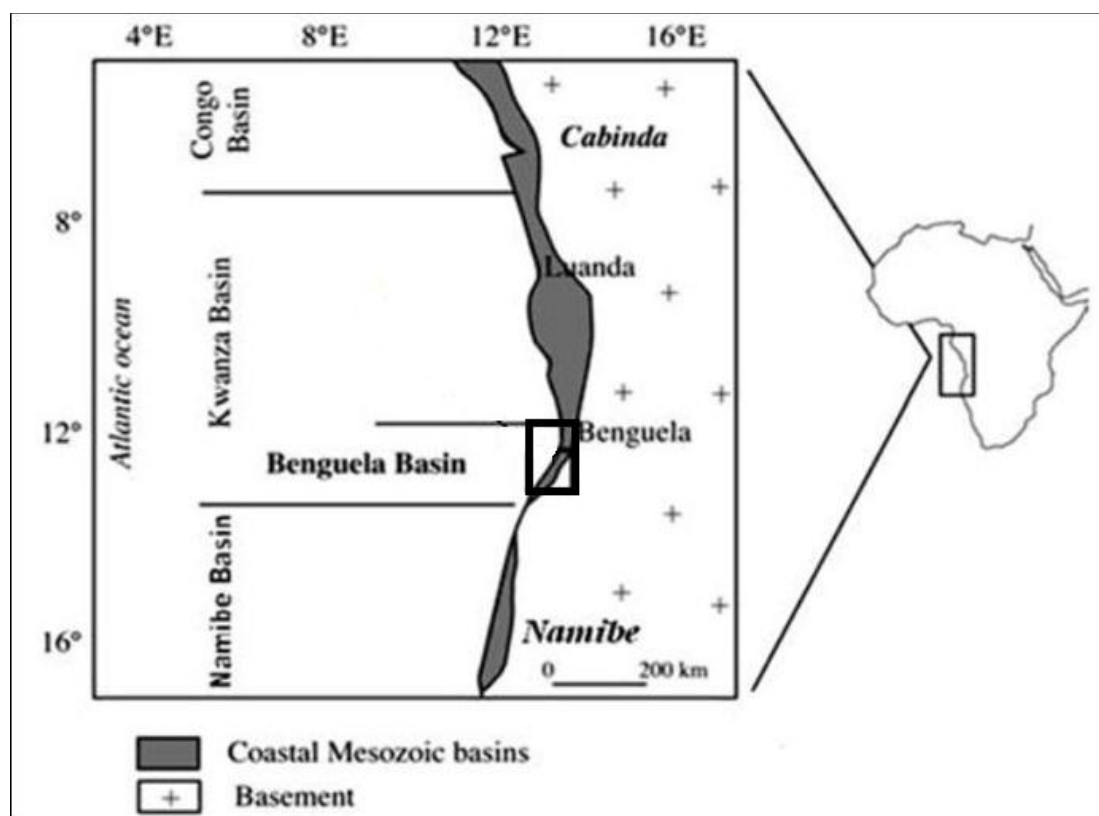 4°E 8°E 12°E 16°E
Congo
Basin
Cabinda
8°
Luanda
Kwanza Basin
Atlantic ocean
12°
Benguela
Benguela Basin
Namibe Basin
16°
Namibe
0 200 km
Coastal Mesozoic basins
Basement